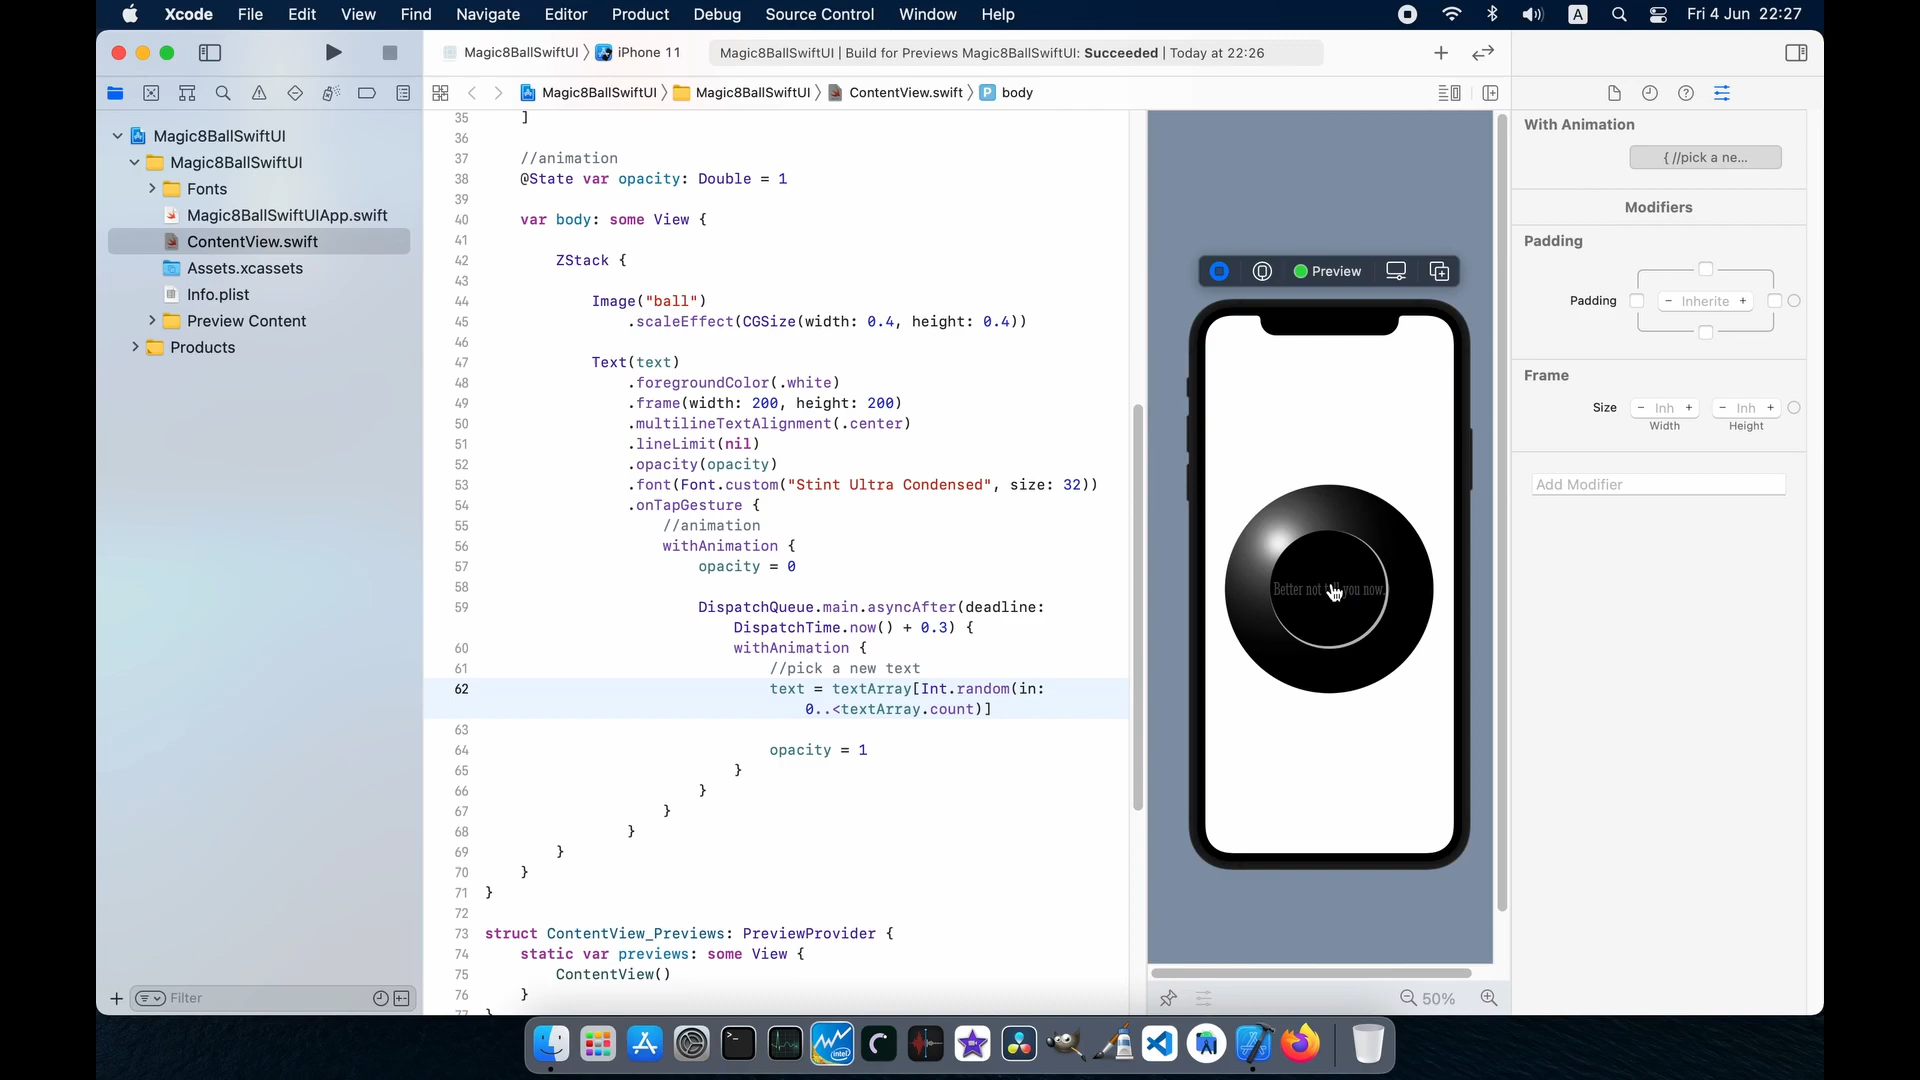 Xcode File Edit View Find Navigate Editor Product Debug Source Control Window Help A Fri 4 Jun 22:27
Magic8BallSwiftUI iPhone 11 Magic8BallSwiftUI | Build for Previews Magic8BallSwiftUI: Succeeded | Today at 22:26
Magic8BallSwiftUI Magic8BallSwiftUI ContentView.swift P body
Magic8BallSwiftUI
Magic8BallSwiftUI
Fonts
Magic8BallSwiftUIApp.swift
ContentView.swift
Assets.xcassets
Info.plist
Preview Content
Products
Filter
35 ]
36
37 //animation
38 @State var opacity: Double = 1
39
40 var body: some View {
41
42 ZStack {
43
44 Image("ball")
45 .scaleEffect(CGSize(width: 0.4, height: 0.4))
46
47 Text(text)
48 .foregroundColor(.white)
49 .frame(width: 200, height: 200)
50 .multilineTextAlignment(.center)
51 .lineLimit(nil)
52 .opacity(opacity)
53 .font(Font.custom("Stint Ultra Condensed", size: 32))
54 .onTapGesture {
55 //animation
56 withAnimation {
57 opacity = 0
58
59 DispatchQueue.main.asyncAfter(deadline:
DispatchTime.now() + 0.3) {
60 withAnimation {
61 //pick a new text
62 text = textArray[Int.random(in:
0..<textArray.count)]
63
64 opacity = 1
65 }
66 }
67 }
68 }
69 }
70 }
71 }
72
73 struct ContentView_Previews: PreviewProvider {
74 static var previews: some View {
75 ContentView()
76 }
77 }
Preview
Better not tell you now.
50%
With Animation
{ //pick a ne...
Modifiers
Padding
Padding - Inherite +
Frame
Size - Inh + - Inh +
Width Height
Add Modifier
intel